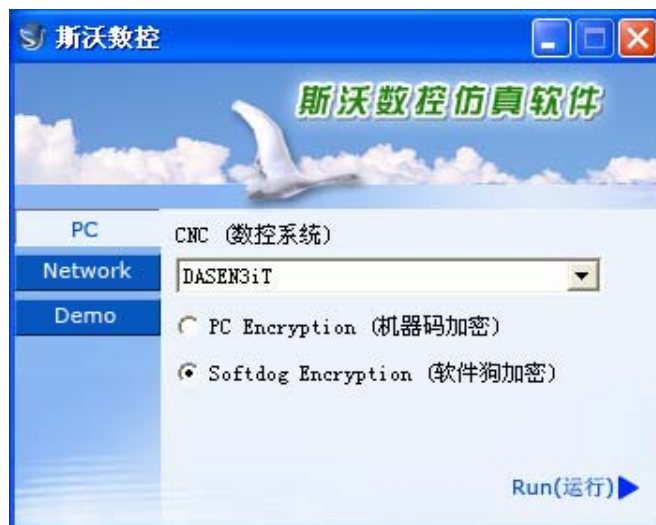 斯沃数控
斯沃数控仿真软件
PC
CNC (数控系统)
Network
DASEN3iT
Demo
PC Encryption (机器码加密)
Softdog Encryption (软件狗加密)
Run(运行)